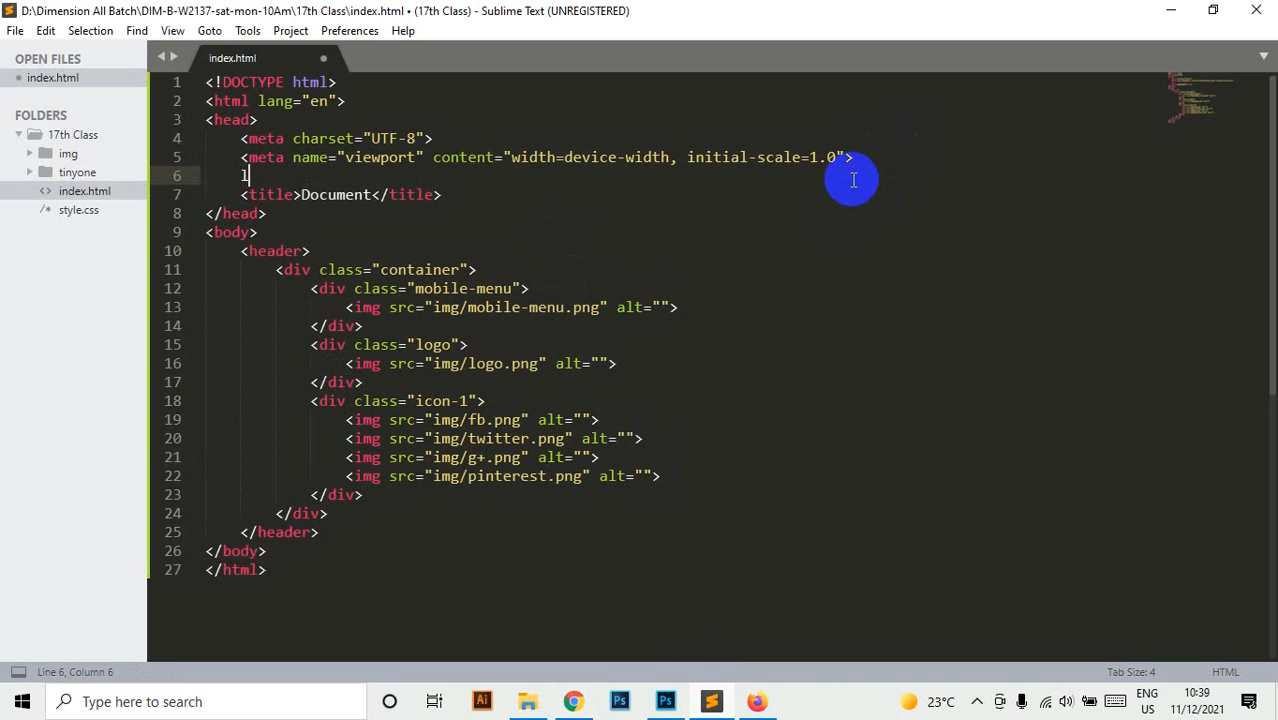 D:\Dimension All Batch\DIM-B-W2137-sat-mon-10Am\17th Class\index.html • (17th Class) - Sublime Text (UNREGISTERED)
File Edit Selection Find View Goto Tools Project Preferences Help
OPEN FILES
index.html
FOLDERS
17th Class
img
tinyone
index.html
style.css
index.html
1 <!DOCTYPE html>
2 <html lang="en">
3 <head>
4 <meta charset="UTF-8">
5 <meta name="viewport" content="width=device-width, initial-scale=1.0">
6 l
7 <title>Document</title>
8 </head>
9 <body>
10 <header>
11 <div class="container">
12 <div class="mobile-menu">
13 <img src="img/mobile-menu.png" alt="">
14 </div>
15 <div class="logo">
16 <img src="img/logo.png" alt="">
17 </div>
18 <div class="icon-1">
19 <img src="img/fb.png" alt="">
20 <img src="img/twitter.png" alt="">
21 <img src="img/g+.png" alt="">
22 <img src="img/pinterest.png" alt="">
23 </div>
24 </div>
25 </header>
26 </body>
27 </html>
Line 6, Column 6
Tab Size: 4
HTML
Type here to search
Ai
Ps
Ps
23°C
ENG
US
10:39
11/12/2021